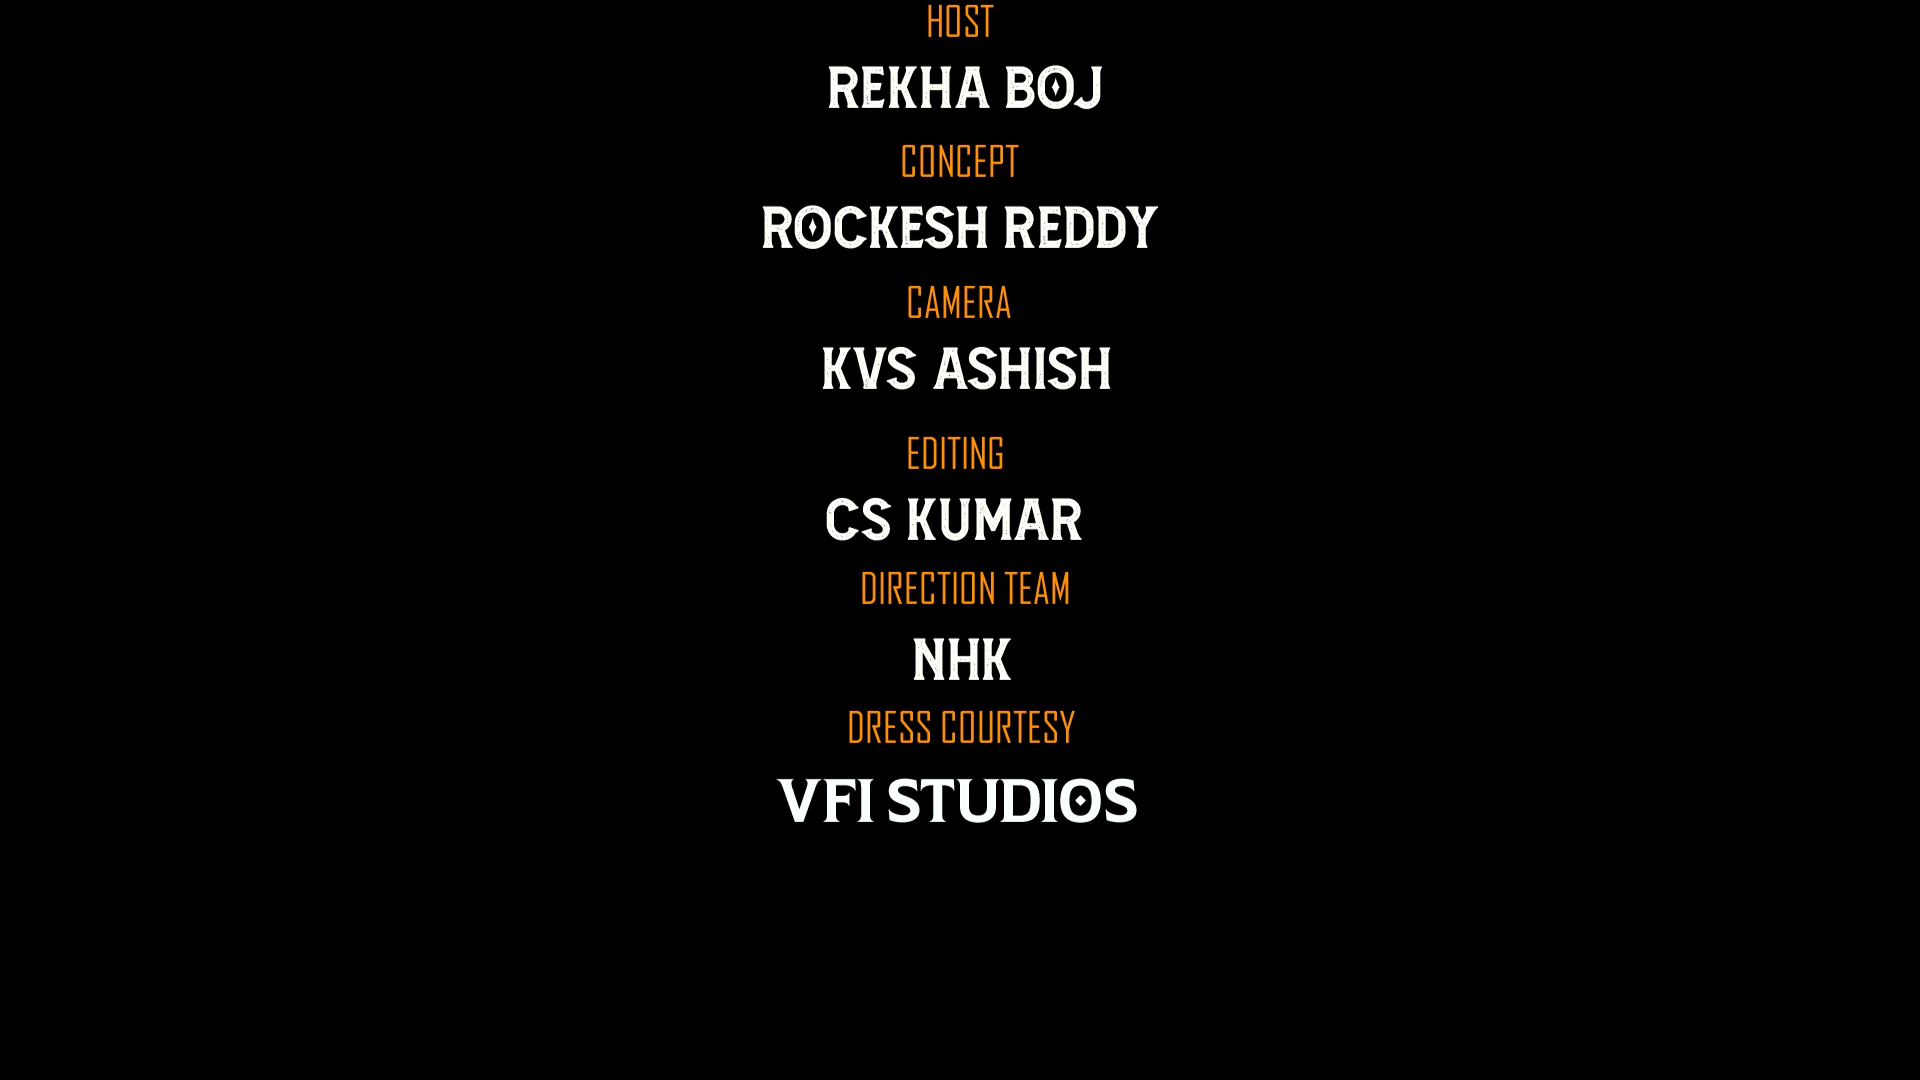 HOST
REKHA BOJ
CONCEPT
ROCKESH REDDY
CAMERA
KVS ASHISH
EDITING
CS KUMAR
DIRECTION TEAM
NHK
DRESS COURTESY
VFI STUDIOS